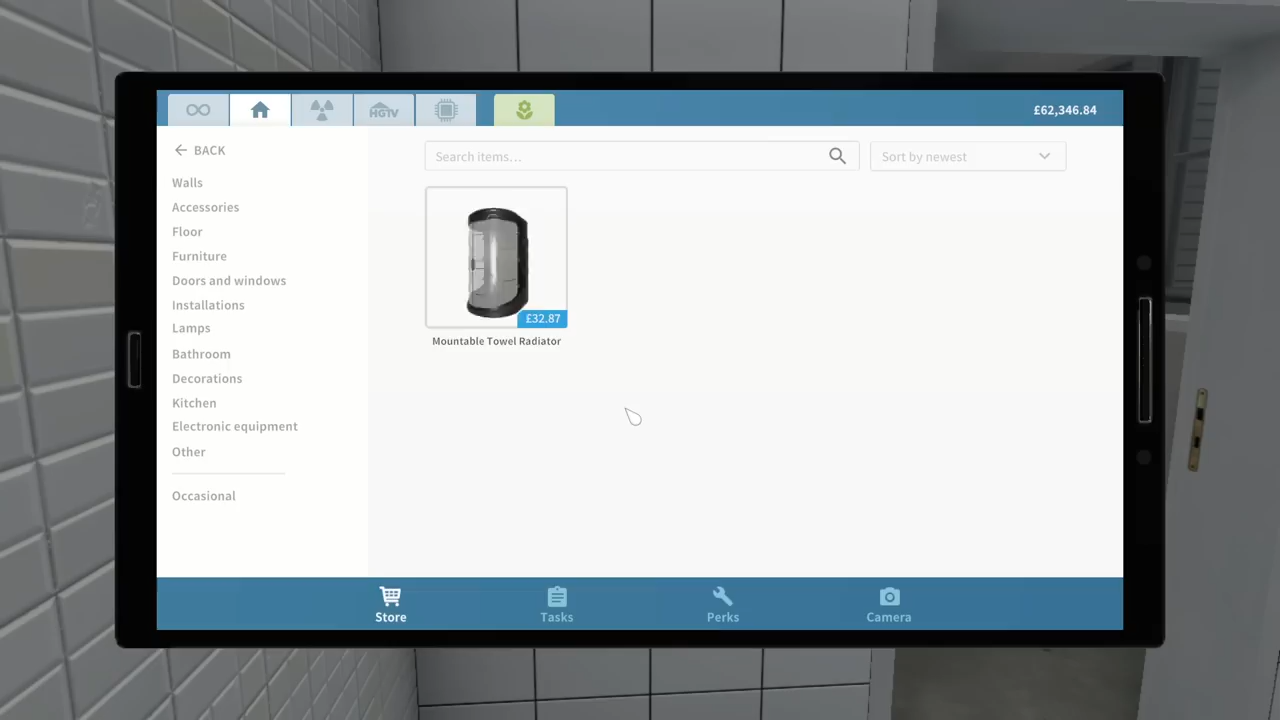 HGTV
£62,346.84
BACK
Search items...
Sort by newest
Walls
Accessories
Floor
Furniture
Doors and windows
Installations
Lamps
Bathroom
Decorations
Kitchen
Electronic equipment
Other
Occasional
£32.87
Mountable Towel Radiator
Store
Tasks
Perks
Camera